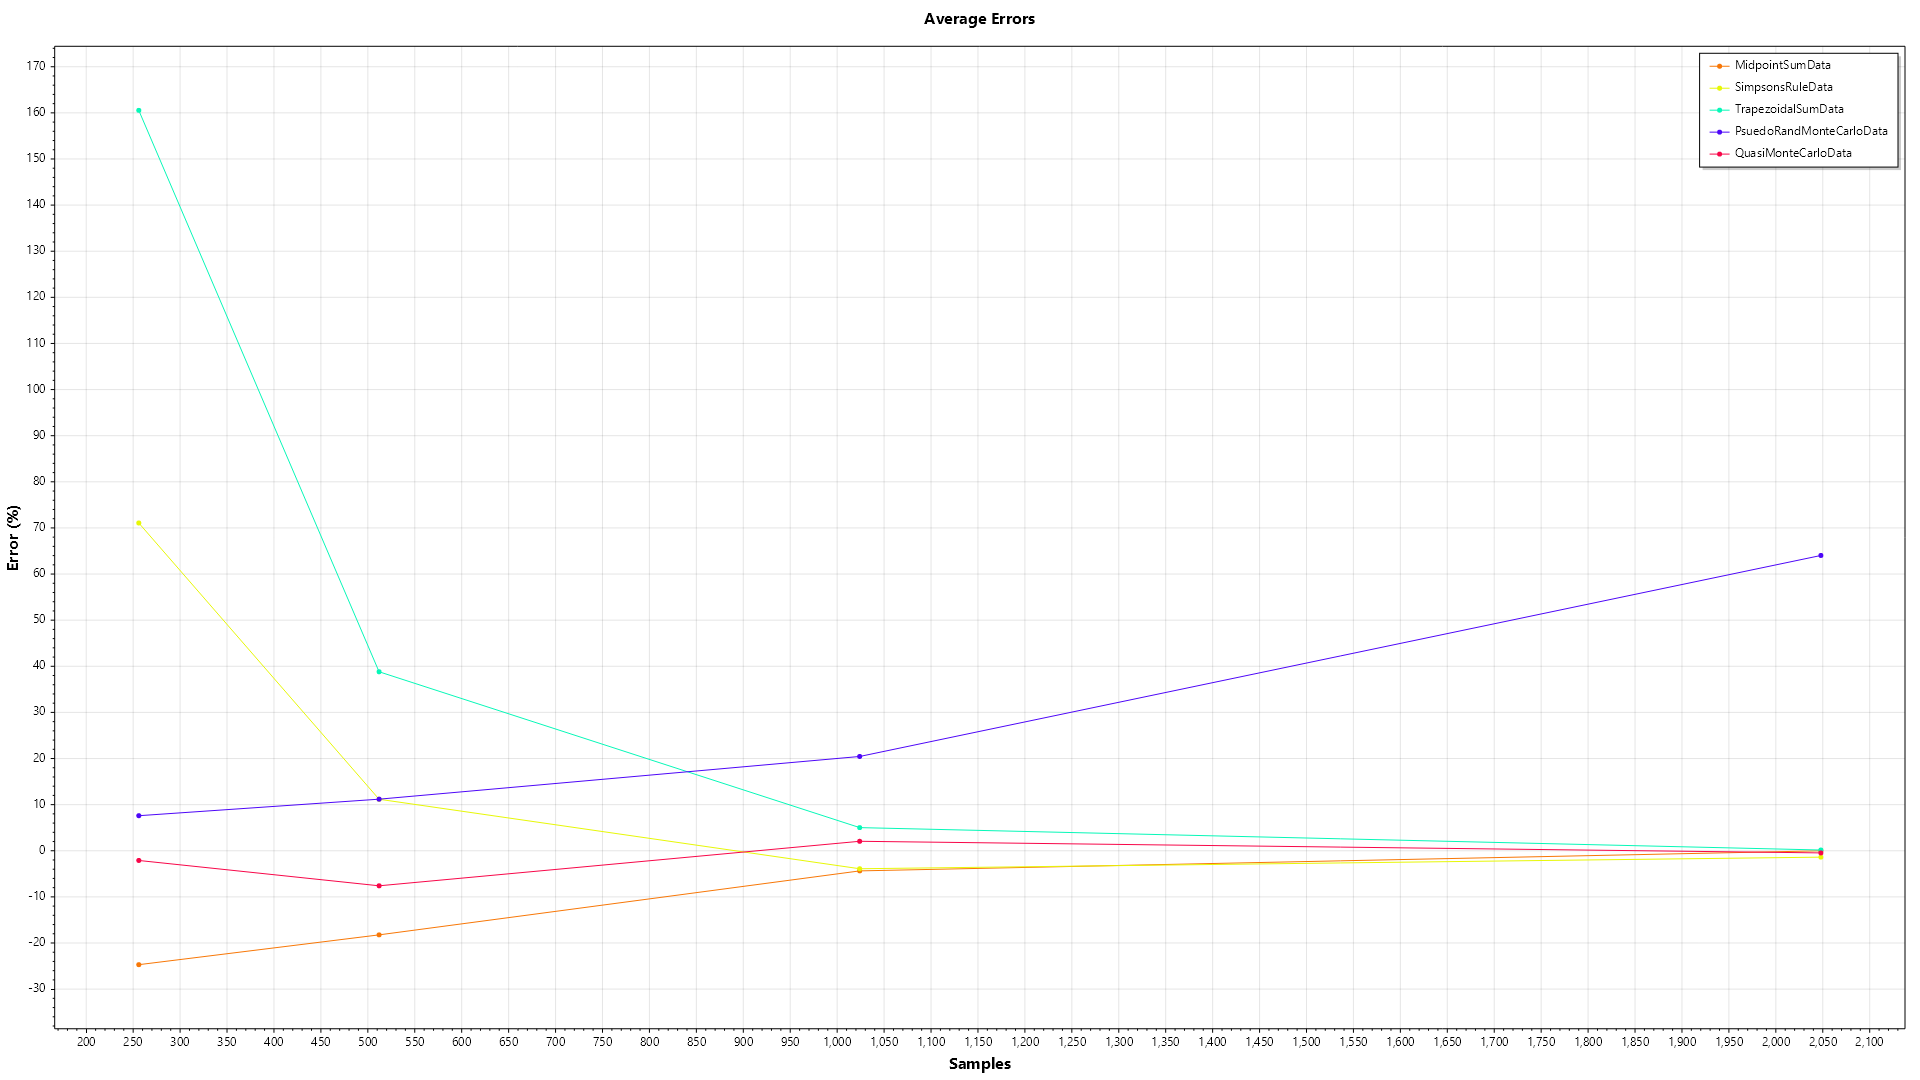 Average Errors
170
160
150
140
130
120
110
100
90
80
70
60
50
40
30
20
10
0
-10
-20
-30
Error (%)
MidpointSumData
SimpsonsRuleData
TrapezoidalSumData
PsuedoRandMonteCarloData
QuasiMonteCarloData
200 250 300 350 400 450 500 550 600 650 700 750 800 850 900 950 1,000 1,050 1,100 1,150 1,200 1,250 1,300 1,350 1,400 1,450 1,500 1,550 1,600 1,650 1,700 1,750 1,800 1,850 1,900 1,950 2,000 2,050 2,100
Samples